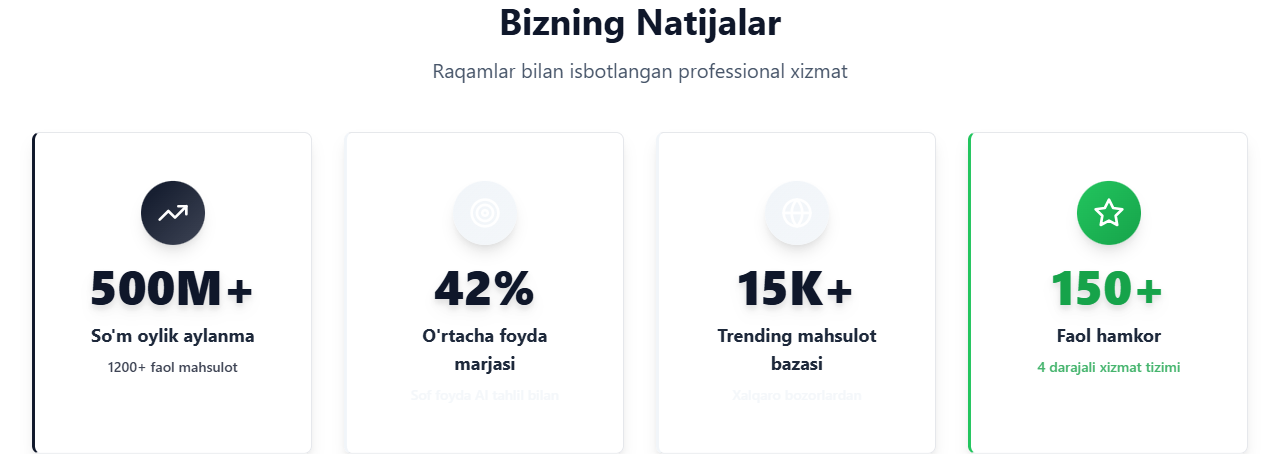 Bizning Natijalar
Raqamlar bilan isbotlangan professional xizmat
500M+
So'm oylik aylanma
1200+ faol mahsulot
42%
O'rtacha foyda
marjasi
Sof foyda AI tahlil bilan
15K+
Trending mahsulot
bazasi
Xalqaro bozorlardan
150+
Faol hamkor
4 darajali xizmat tizimi